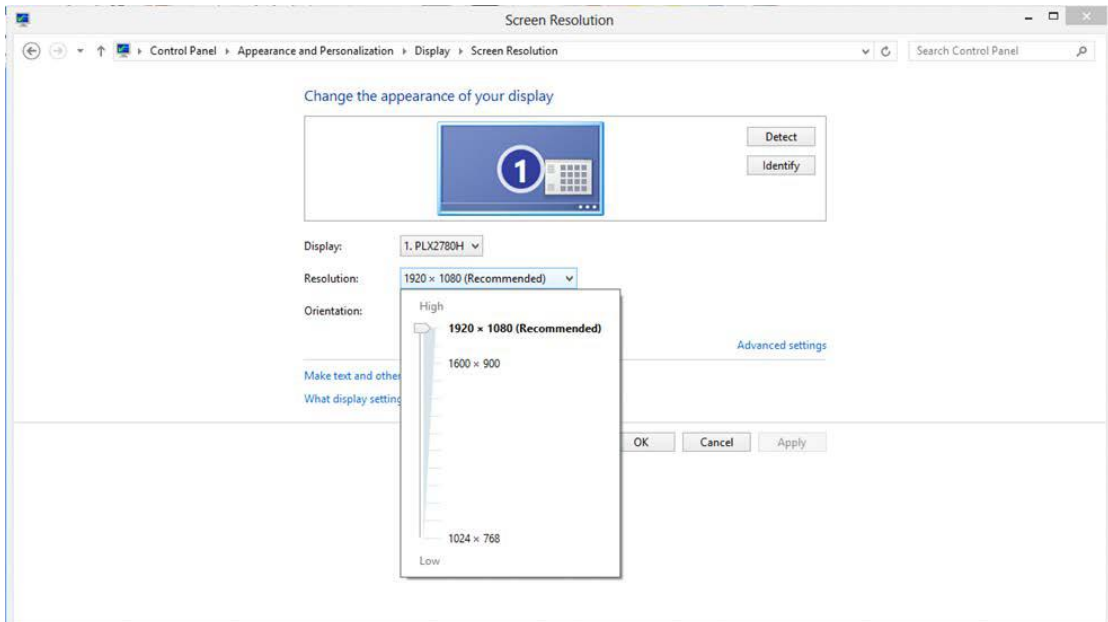 Screen Resolution
Control Panel Appearance and Personalization Display Screen Resolution
Search Control Panel
Change the appearance of your display
1
Detect
Identify
Display: 1. PLX2780H
Resolution: 1920 × 1080 (Recommended)
Orientation:
High
1920 × 1080 (Recommended)
Advanced settings
1600 × 900
Make text and other
What display setting
OK Cancel Apply
1024 × 768
Low